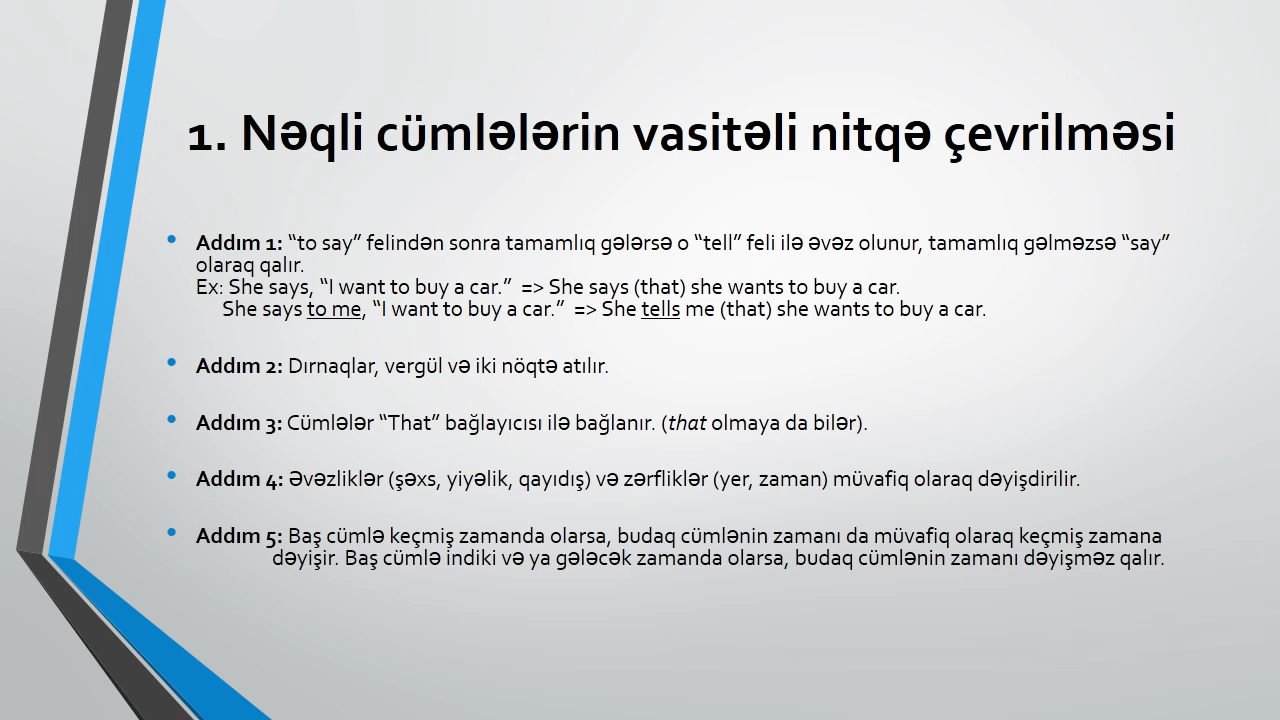 1. Nəqli cümlələrin vasitəli nitqə çevrilməsi
• Addım 1: “to say” felindən sonra tamamlıq gələrsə o “tell” feli ilə əvəz olunur, tamamlıq gəlməzsə “say”
olaraq qalır.
Ex: She says, “I want to buy a car.” => She says (that) she wants to buy a car.
She says to me, “I want to buy a car.” => She tells me (that) she wants to buy a car.
• Addım 2: Dırnaqlar, vergül və iki nöqtə atılır.
• Addım 3: Cümlələr “That” bağlayıcısı ilə bağlanır. (that olmaya da bilər).
• Addım 4: Əvəzliklər (şəxs, yiyəlik, qayıdış) və zərfliklər (yer, zaman) müvafiq olaraq dəyişdirilir.
• Addım 5: Baş cümlə keçmiş zamanda olarsa, budaq cümlənin zamanı da müvafiq olaraq keçmiş zamana
dəyişir. Baş cümlə indiki və ya gələcək zamanda olarsa, budaq cümlənin zamanı dəyişməz qalır.